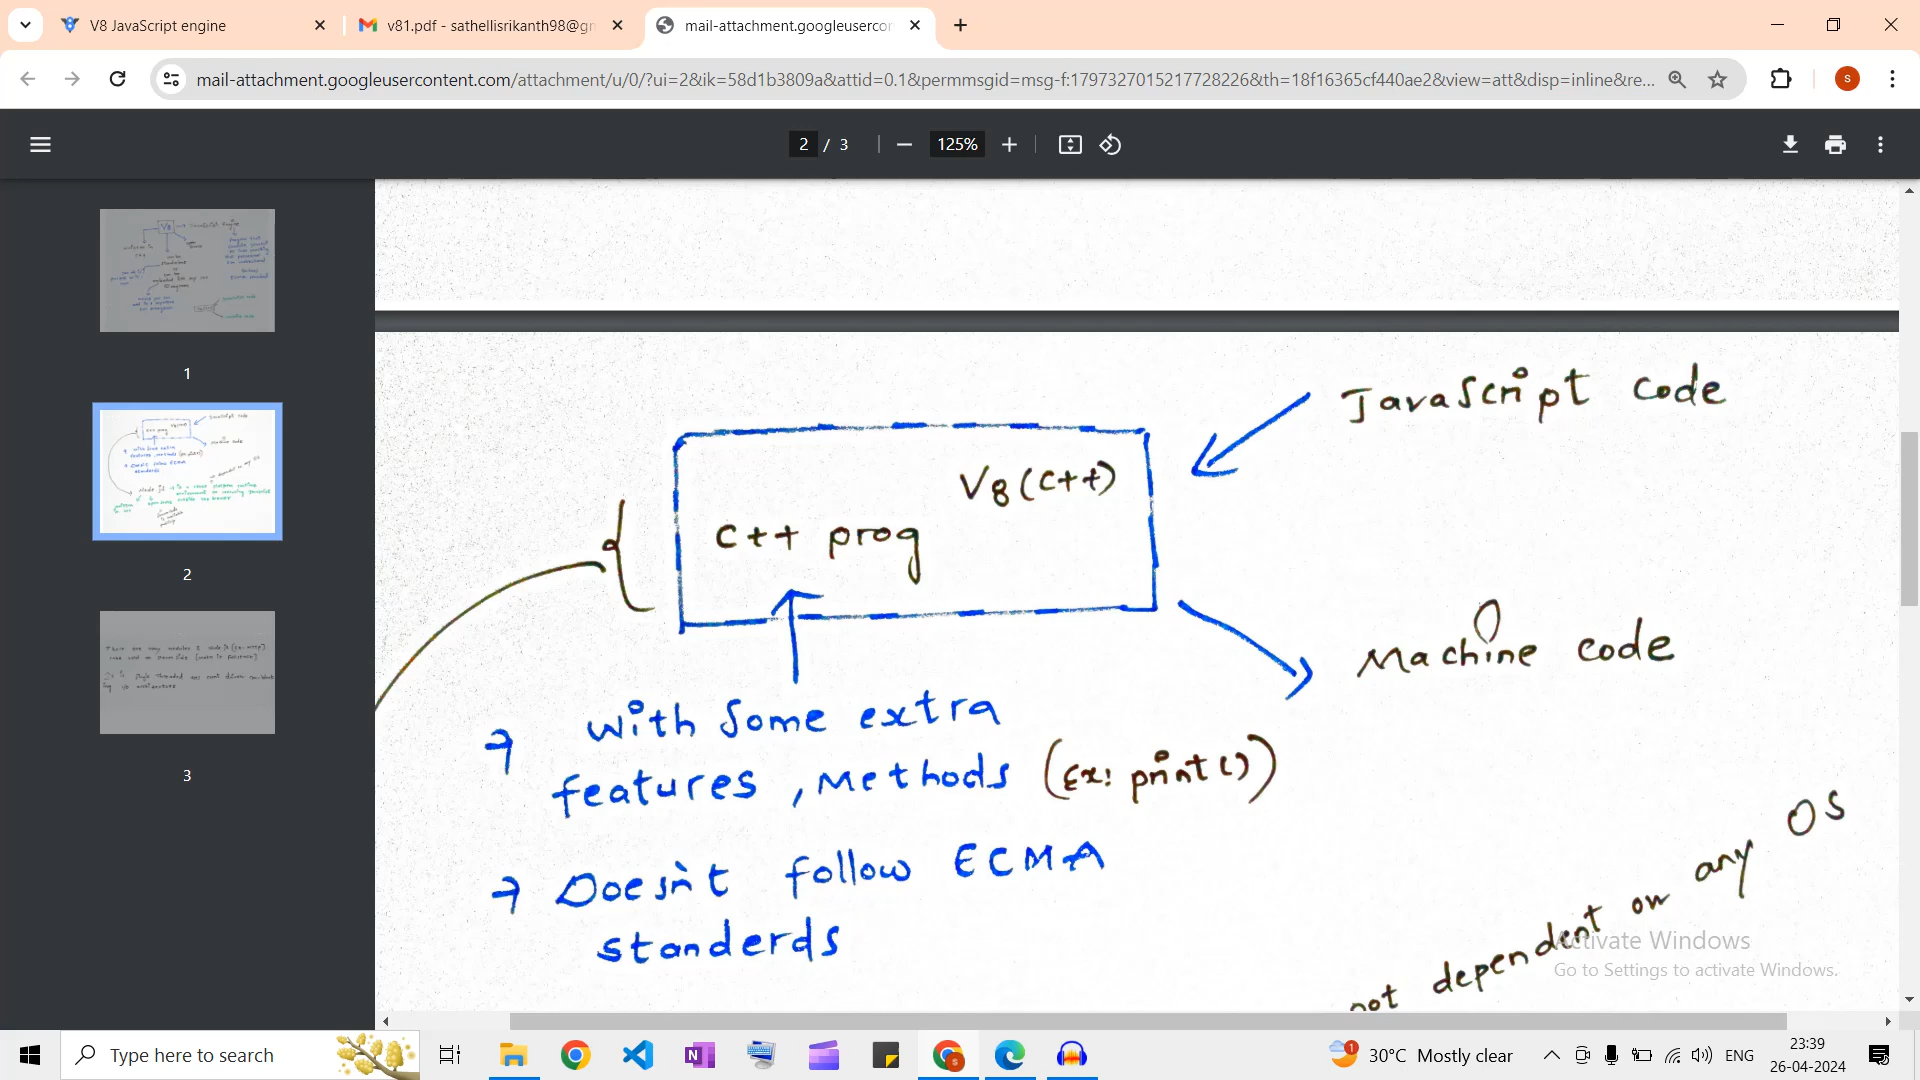 V8 JavaScript engine
v81.pdf - sathellisrikanth98@gn
mail-attachment.googleusercor
mail-attachment.googleusercontent.com/attachment/u/0/?ui=2&ik=58d1b3809a&attid=0.1&permmsgid=msg-f:1797327015217728226&th=18f16365cf440ae2&view=att&disp=inline&re...
S
2 / 3
125%
1
2
3
JavaScript code
V8 (C++)
C++ prog
Machine code
→ with some extra
features, Methods (Ex: print())
→ Doesn't follow ECMA
standerds
not dependent on any OS
Activate Windows
Go to Settings to activate Windows.
Type here to search
1
30°C Mostly clear
ENG
23:39
26-04-2024